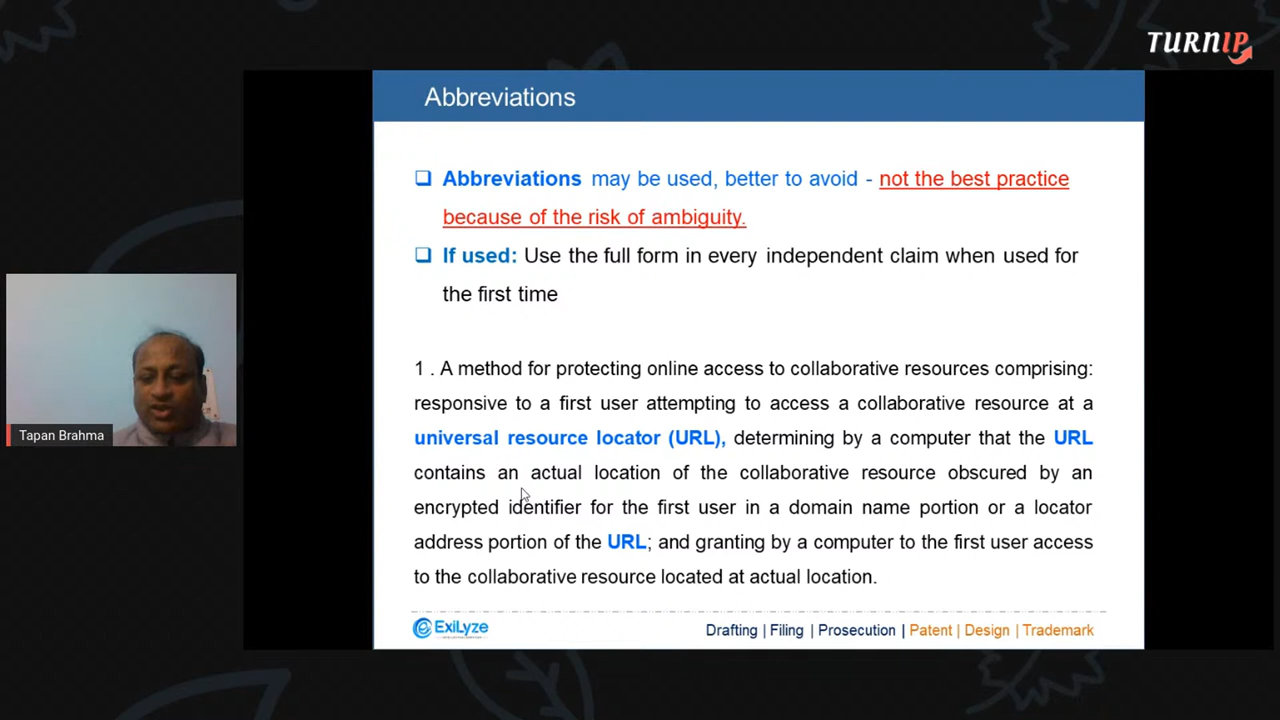 TURNIP
Abbreviations
Abbreviations may be used, better to avoid - not the best practice
because of the risk of ambiguity.
If used: Use the full form in every independent claim when used for
the first time
1 . A method for protecting online access to collaborative resources comprising:
responsive to a first user attempting to access a collaborative resource at a
universal resource locator (URL), determining by a computer that the URL
contains an actual location of the collaborative resource obscured by an
encrypted identifier for the first user in a domain name portion or a locator
address portion of the URL; and granting by a computer to the first user access
to the collaborative resource located at actual location.
Tapan Brahma
ExiLyze
Drafting | Filing | Prosecution | Patent | Design | Trademark